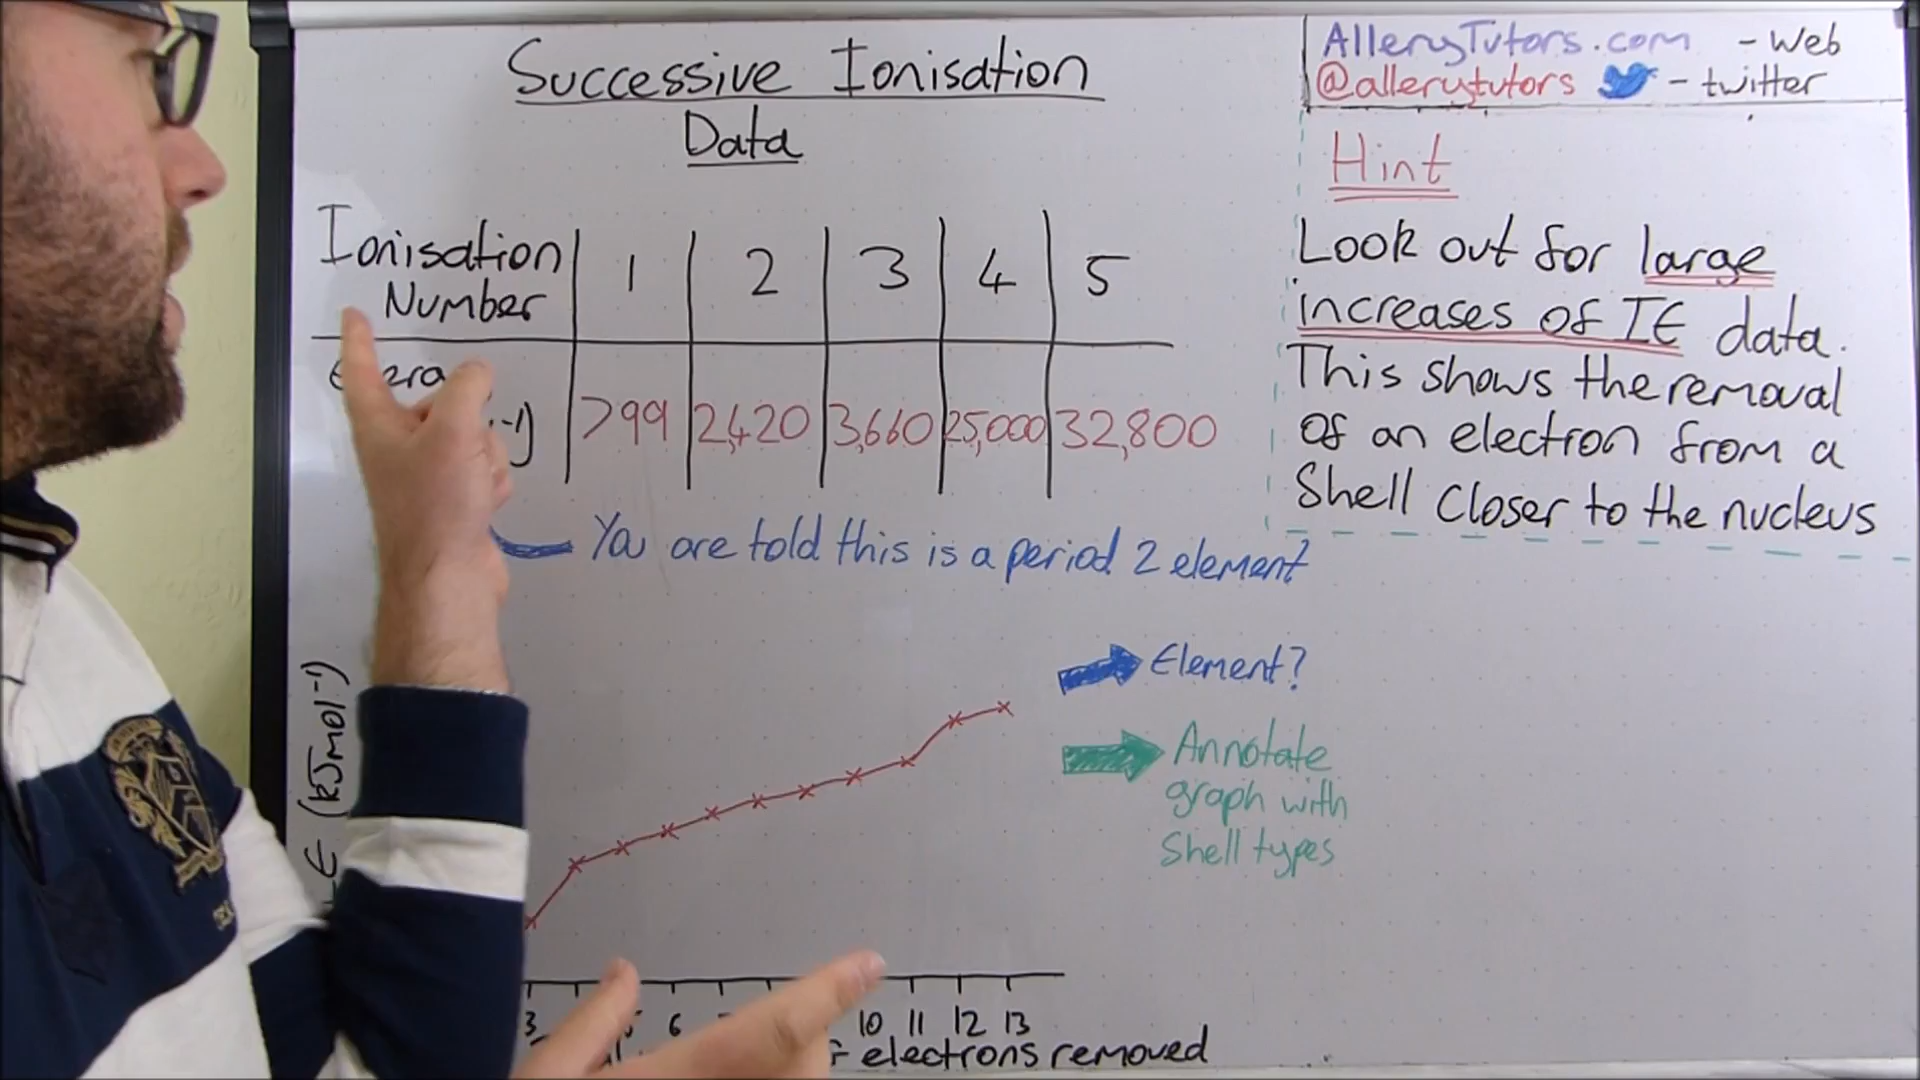 Successive Ionisation
Data
AlleryTutors.com - Web
@allerytutors - twitter
Hint
Look out for large
increases of IE data.
This shows the removal
of an electron from a
Shell closer to the nucleus
Ionisation
Number
1 2 3 4 5
799 2,420 3,660 25,000 32,800
You are told this is a period 2 element?
(kJmol⁻¹)
Element?
Annotate
graph with
Shell types
3 6 10 11 12 13
electrons removed